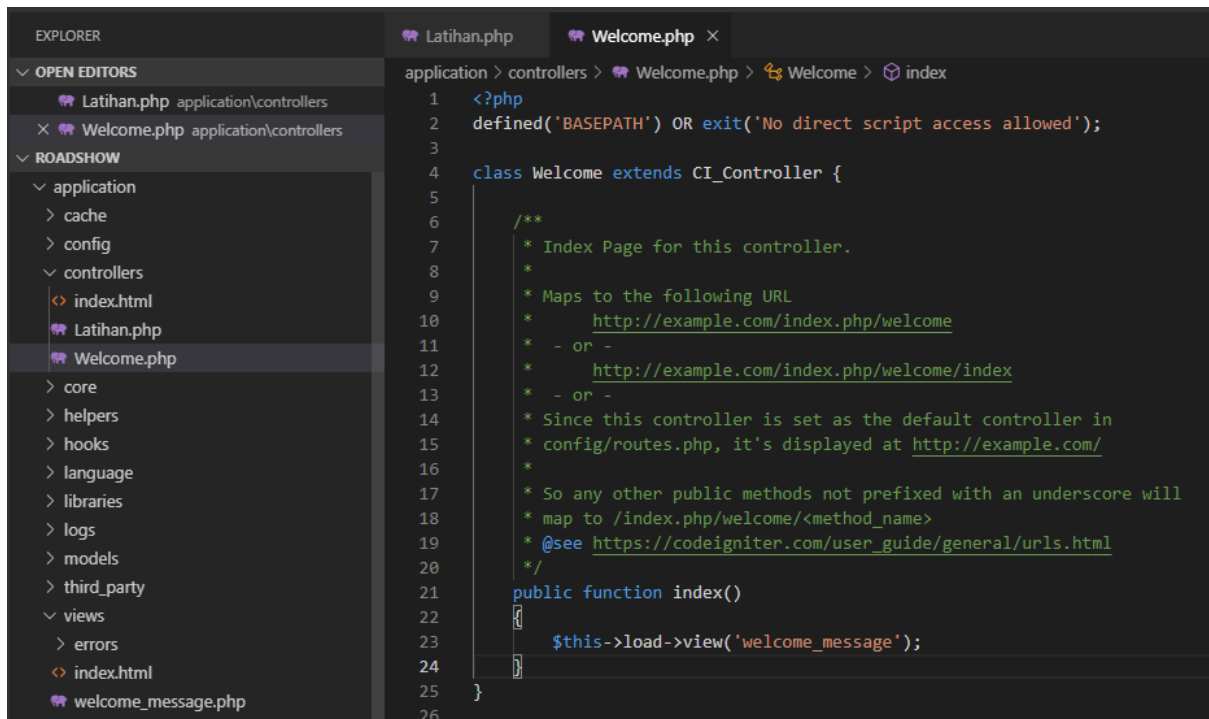 EXPLORER
OPEN EDITORS
Latihan.php application\controllers
Welcome.php application\controllers
ROADSHOW
application
cache
config
controllers
index.html
Latihan.php
Welcome.php
core
helpers
hooks
language
libraries
logs
models
third_party
views
errors
index.html
welcome_message.php
Latihan.php Welcome.php ×
application > controllers > Welcome.php > Welcome > index
1 <?php
2 defined('BASEPATH') OR exit('No direct script access allowed');
3
4 class Welcome extends CI_Controller {
5
6 /**
7 * Index Page for this controller.
8 *
9 * Maps to the following URL
10 * http://example.com/index.php/welcome
11 * - or -
12 * http://example.com/index.php/welcome/index
13 * - or -
14 * Since this controller is set as the default controller in
15 * config/routes.php, it's displayed at http://example.com/
16 *
17 * So any other public methods not prefixed with an underscore will
18 * map to /index.php/welcome/<method_name>
19 * @see https://codeigniter.com/user_guide/general/urls.html
20 */
21 public function index()
22 {
23 $this->load->view('welcome_message');
24 }
25 }
26